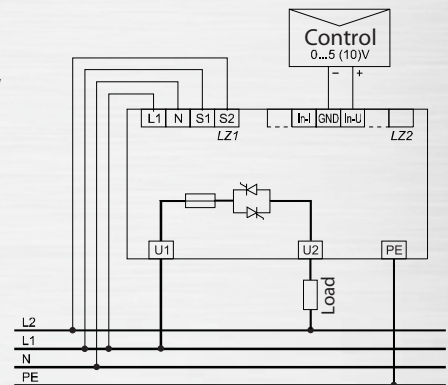 Control
0...5 (10)V
– +
L1 N S1 S2 In-I GND In-U
LZ1 LZ2
U1 U2 PE
Load
L2
L1
N
PE